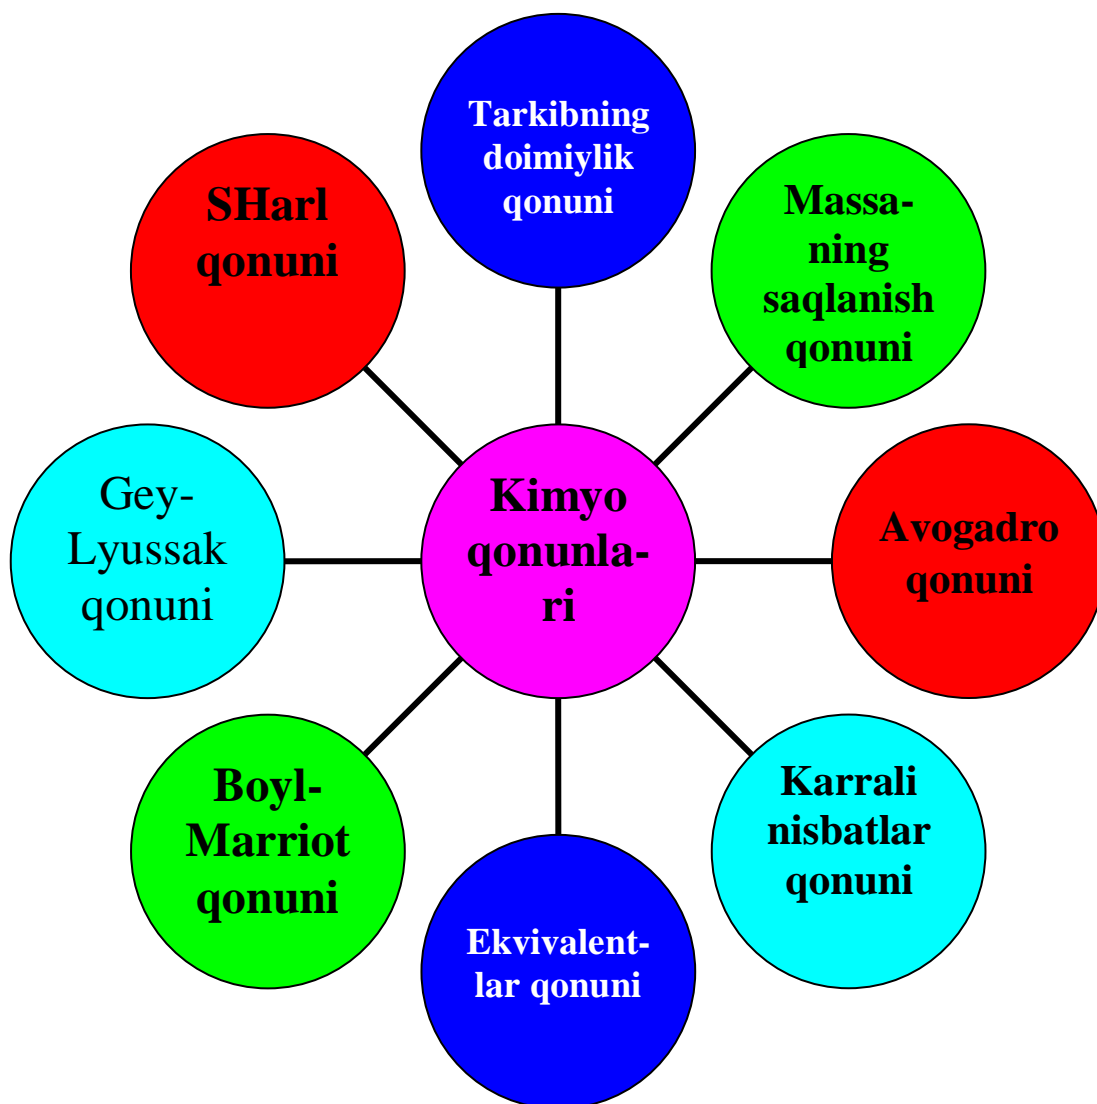 Tarkibning
doimiylik
qonuni
SHarl
qonuni
Massa-
ning
saqlanish
qonuni
Gey-
Lyussak
qonuni
Kimyo
qonunla-
ri
Avogadro
qonuni
Boyl-
Marriot
qonuni
Karrali
nisbatlar
qonuni
Ekvivalent-
lar qonuni